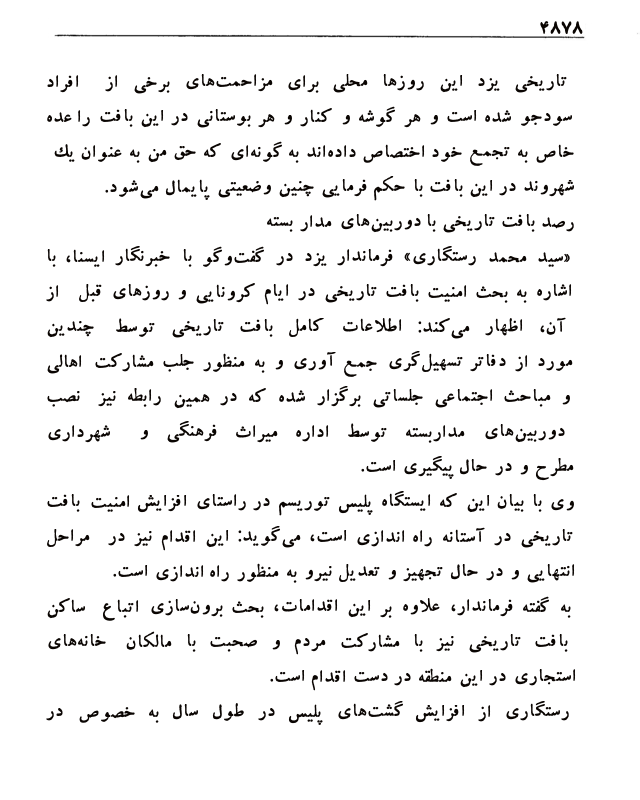 ۴۸۷۸
تاریخی یزد این روزها محلی برای مزاحمت‌های برخی از افراد
سودجو شده است و هر گوشه و کنار و هر بوستانی در این بافت را عده
خاص به تجمع خود اختصاص داده‌اند به گونه‌ای که حق من به عنوان یك
شهروند در این بافت با حکم فرمایی چنین وضعیتی پایمال می‌شود.
رصد بافت تاریخی با دوربین‌های مدار بسته
«سید محمد رستگاری» فرماندار یزد در گفت‌وگو با خبرنگار ایسنا، با
اشاره به بحث امنیت بافت تاریخی در ایام کرونایی و روزهای قبل از
آن، اظهار می‌کند: اطلاعات کامل بافت تاریخی توسط چندین
مورد از دفاتر تسهیل‌گری جمع آوری و به منظور جلب مشارکت اهالی
و مباحث اجتماعی جلساتی برگزار شده که در همین رابطه نیز نصب
دوربین‌های مداربسته توسط اداره میراث فرهنگی و شهرداری
مطرح و در حال پیگیری است.
وی با بیان این که ایستگاه پلیس توریسم در راستای افزایش امنیت بافت
تاریخی در آستانه راه اندازی است، می‌گوید: این اقدام نیز در مراحل
انتهایی و در حال تجهیز و تعدیل نیرو به منظور راه اندازی است.
به گفته فرماندار، علاوه بر این اقدامات، بحث برون‌سازی اتباع ساکن
بافت تاریخی نیز با مشارکت مردم و صحبت با مالکان خانه‌های
استجاری در این منطقه در دست اقدام است.
رستگاری از افزایش گشت‌های پلیس در طول سال به خصوص در